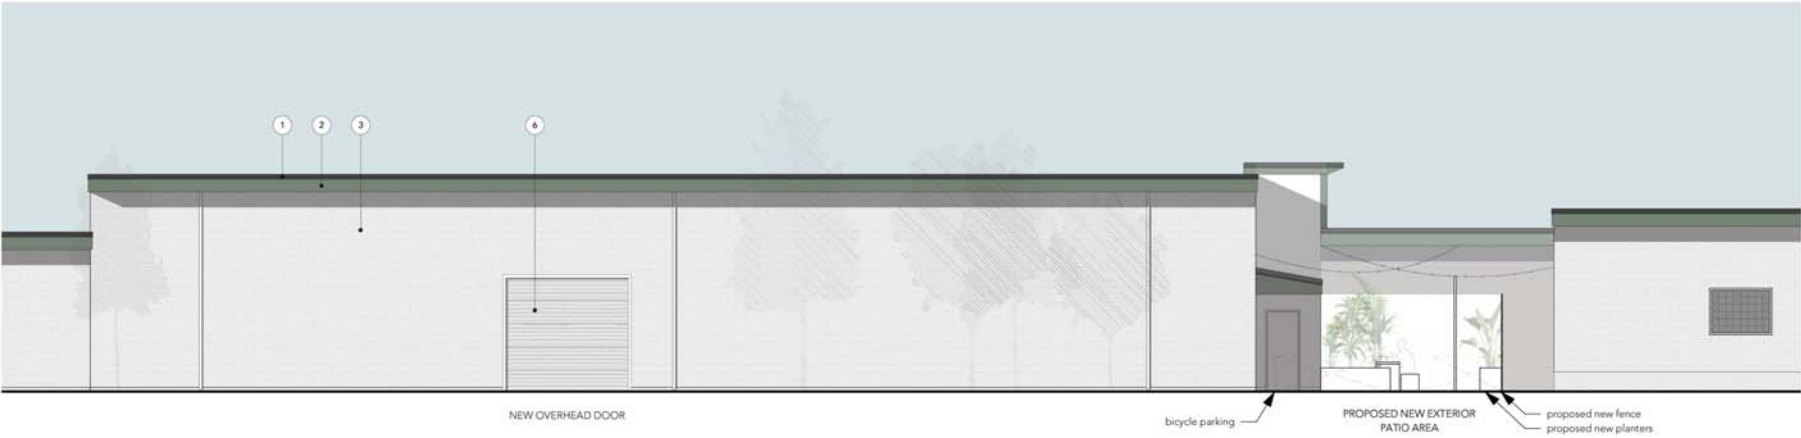 1 2 3 6
NEW OVERHEAD DOOR
bicycle parking
PROPOSED NEW EXTERIOR
PATIO AREA
proposed new fence
proposed new planters